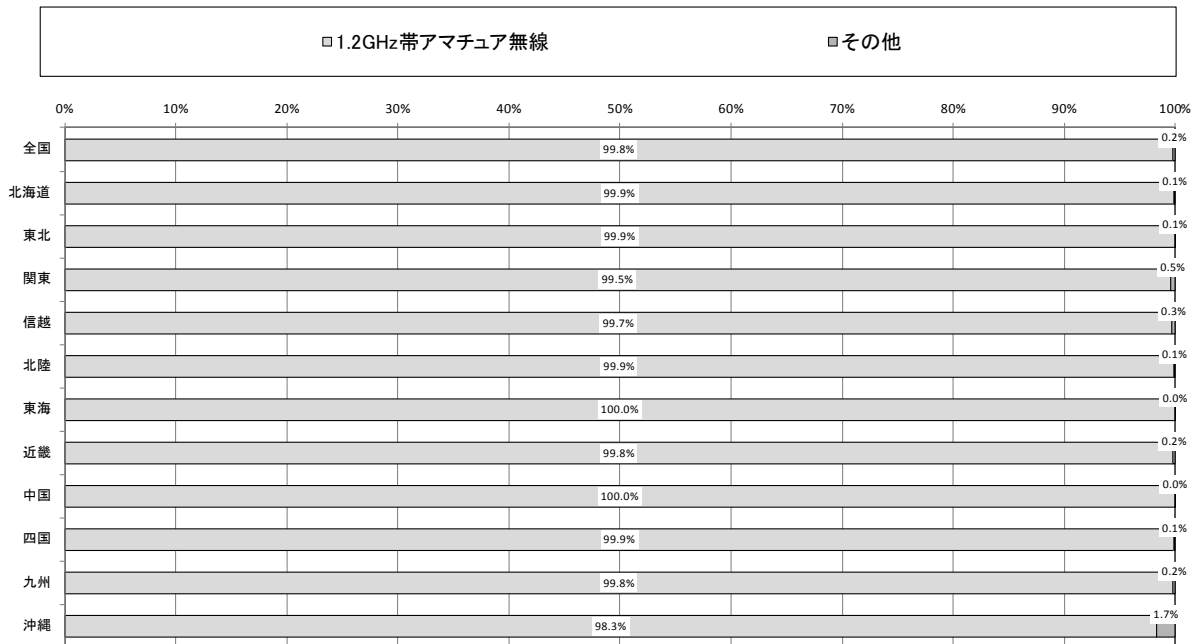 1.2GHz帯アマチュア無線 その他
0% 10% 20% 30% 40% 50% 60% 70% 80% 90% 100%
全国 99.8% 0.2%
北海道 99.9% 0.1%
東北 99.9% 0.1%
関東 99.5% 0.5%
信越 99.7% 0.3%
北陸 99.9% 0.1%
東海 100.0% 0.0%
近畿 99.8% 0.2%
中国 100.0% 0.0%
四国 99.9% 0.1%
九州 99.8% 0.2%
沖縄 98.3% 1.7%